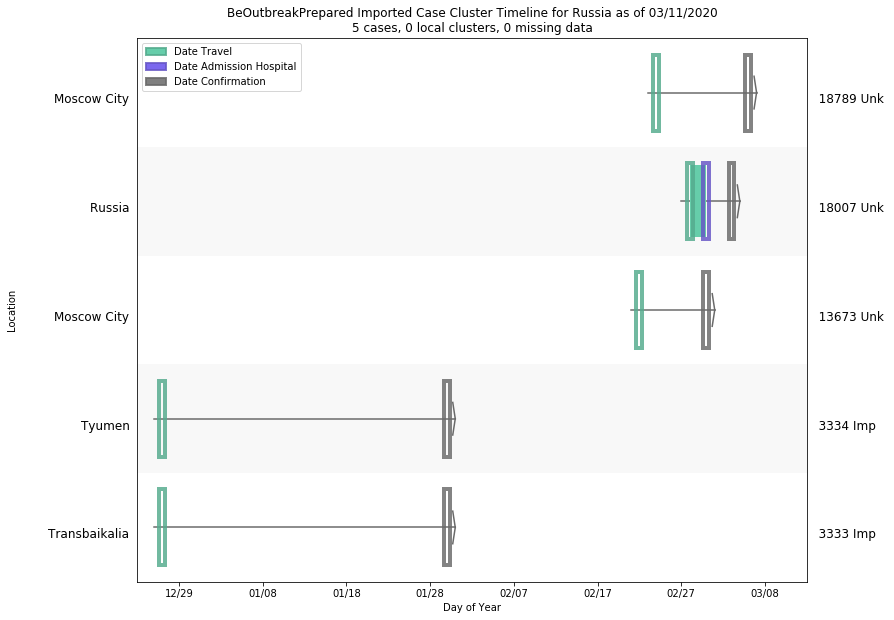 BeOutbreakPrepared Imported Case Cluster Timeline for Russia as of 03/11/2020
5 cases, 0 local clusters, 0 missing data
Date Travel
Date Admission Hospital
Date Confirmation
Moscow City
18789 Unk
Russia
18007 Unk
Location
Moscow City
13673 Unk
Tyumen
3334 Imp
Transbaikalia
3333 Imp
12/29 01/08 01/18 01/28 02/07 02/17 02/27 03/08
Day of Year